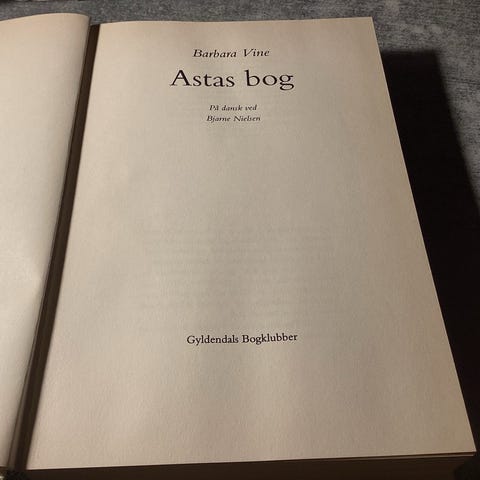 Barbara Vine
Astas bog
På dansk ved
Bjarne Nielsen
Gyldendals Bogklubber